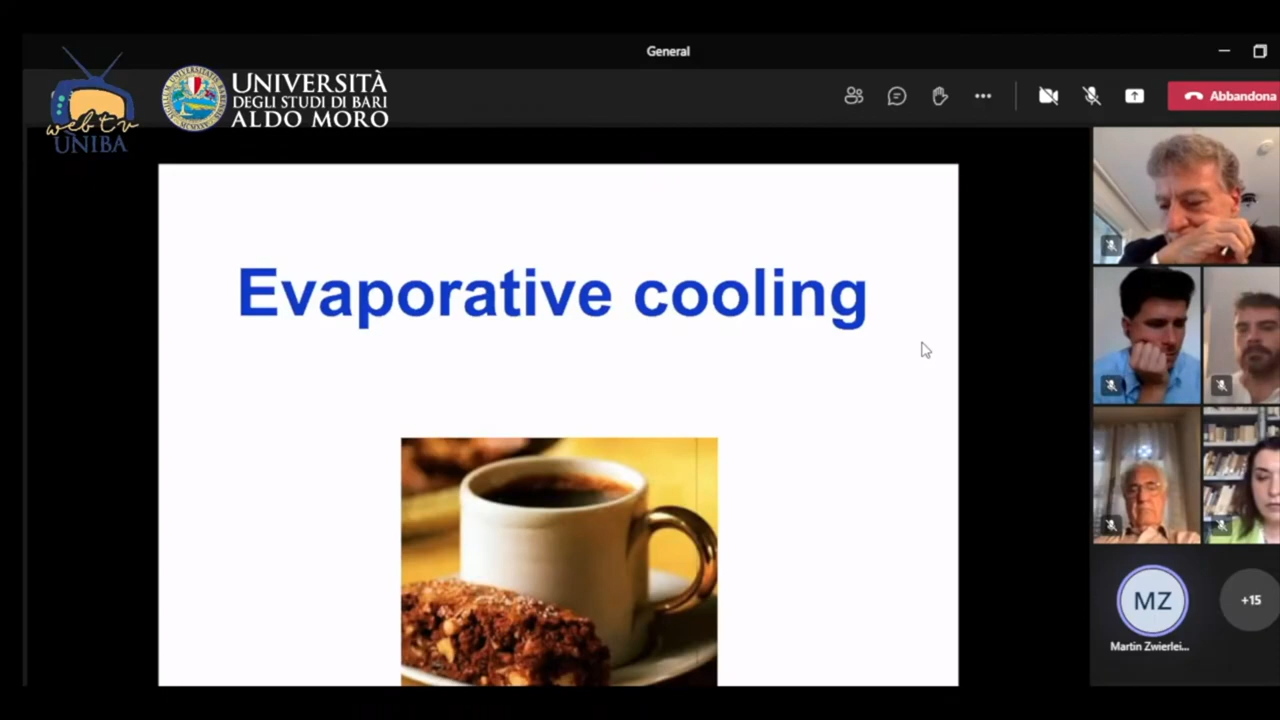 General
web tv
UNIBA
UNIVERSITÀ
DEGLI STUDI DI BARI
ALDO MORO
Abbandona
Evaporative cooling
MZ
+15
Martin Zwierlei...